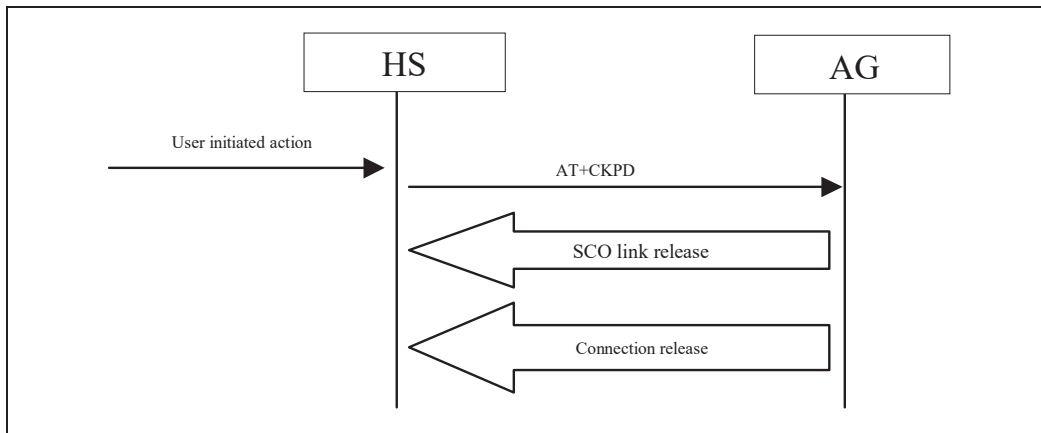 HS
AG
User initiated action
AT+CKPD
SCO link release
Connection release